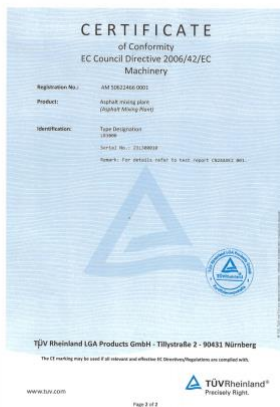 CERTIFICATE
of Conformity
EC Council Directive 2006/42/EC
Machinery
Registration No.:
Product: Asphalt mixing plant
(Asphalt Mixing Plant)
Identification: Type Designation
Serial No.:
Remark: For details refer to test report
TÜV Rheinland LGA Products GmbH - Tillystraße 2 - 90431 Nürnberg
The CE marking may be used if all relevant and effective EC Directives/Regulations are complied with.
www.tuv.com
TÜVRheinland®
Precisely Right.
Page 2 of 2